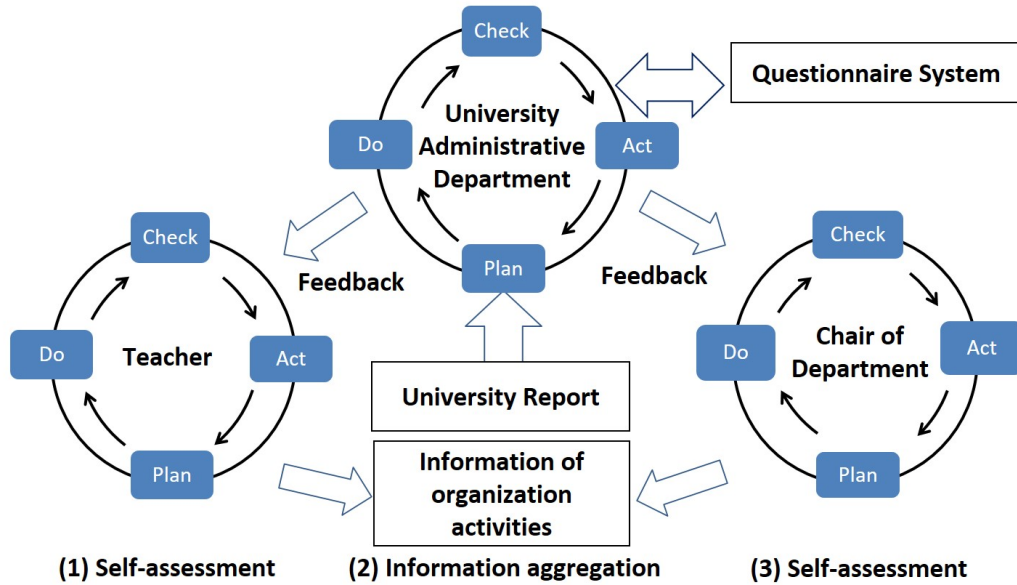 Check
Questionnaire System
University
Administrative
Department
Do
Act
Plan
Feedback
Feedback
Check
Do
Teacher
Act
Plan
Check
Do
Chair of
Department
Act
Plan
University Report
Information of
organization
activities
(1) Self-assessment
(2) Information aggregation
(3) Self-assessment